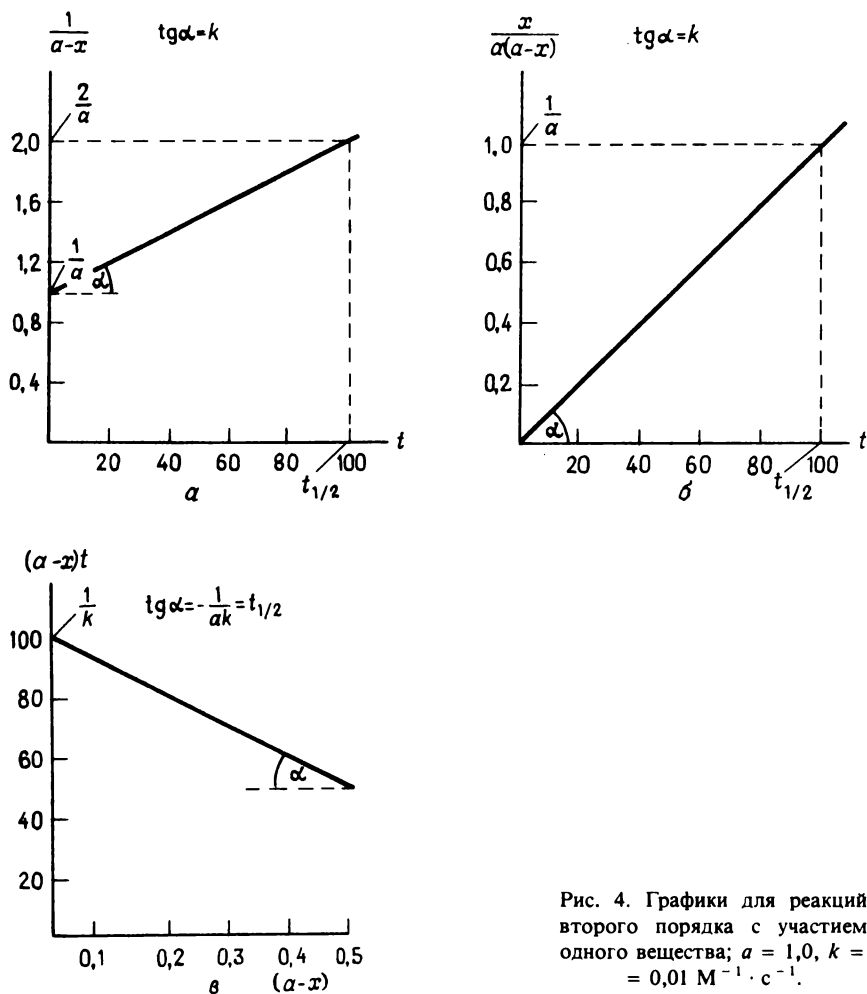 1/(a-x) tgα=k
2/a
2,0
1,6
1,2
1/a
α
0,8
0,4
20 40 60 80 100 t
t1/2
а
x/a(a-x) tgα=k
1/a
1,0
0,8
0,6
0,4
0,2
α
20 40 60 80 100 t
t1/2
б
(a-x)t
1/k tgα=-1/ak=t1/2
100
80
60
α
40
20
0,1 0,2 0,3 0,4 0,5
в (a-x)
Рис. 4. Графики для реакций
второго порядка с участием
одного вещества; a = 1,0, k =
= 0,01 М⁻¹ · с⁻¹.